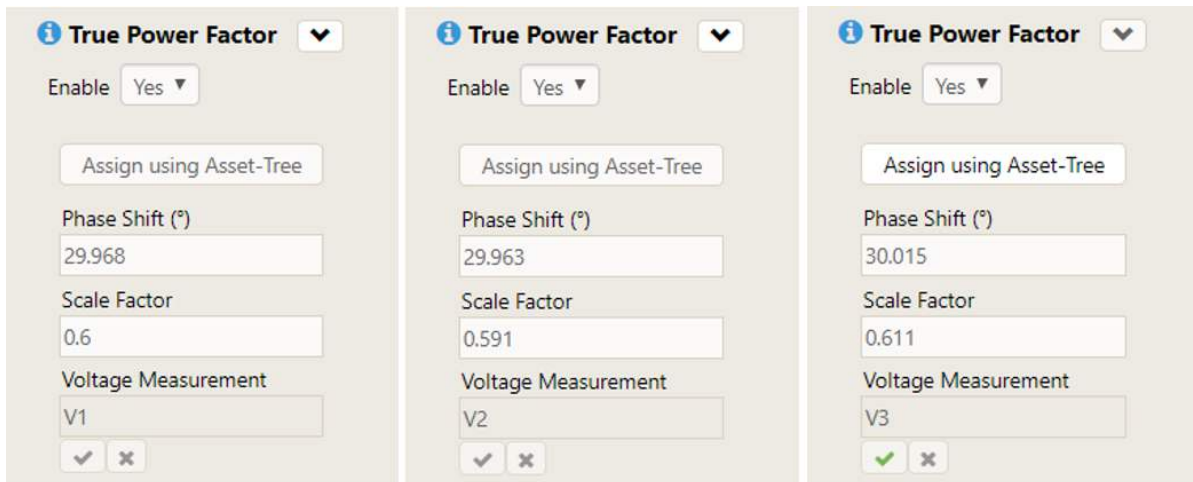 True Power Factor
Enable Yes
Assign using Asset-Tree
Phase Shift (°)
29.968
Scale Factor
0.6
Voltage Measurement
V1
True Power Factor
Enable Yes
Assign using Asset-Tree
Phase Shift (°)
29.963
Scale Factor
0.591
Voltage Measurement
V2
True Power Factor
Enable Yes
Assign using Asset-Tree
Phase Shift (°)
30.015
Scale Factor
0.611
Voltage Measurement
V3